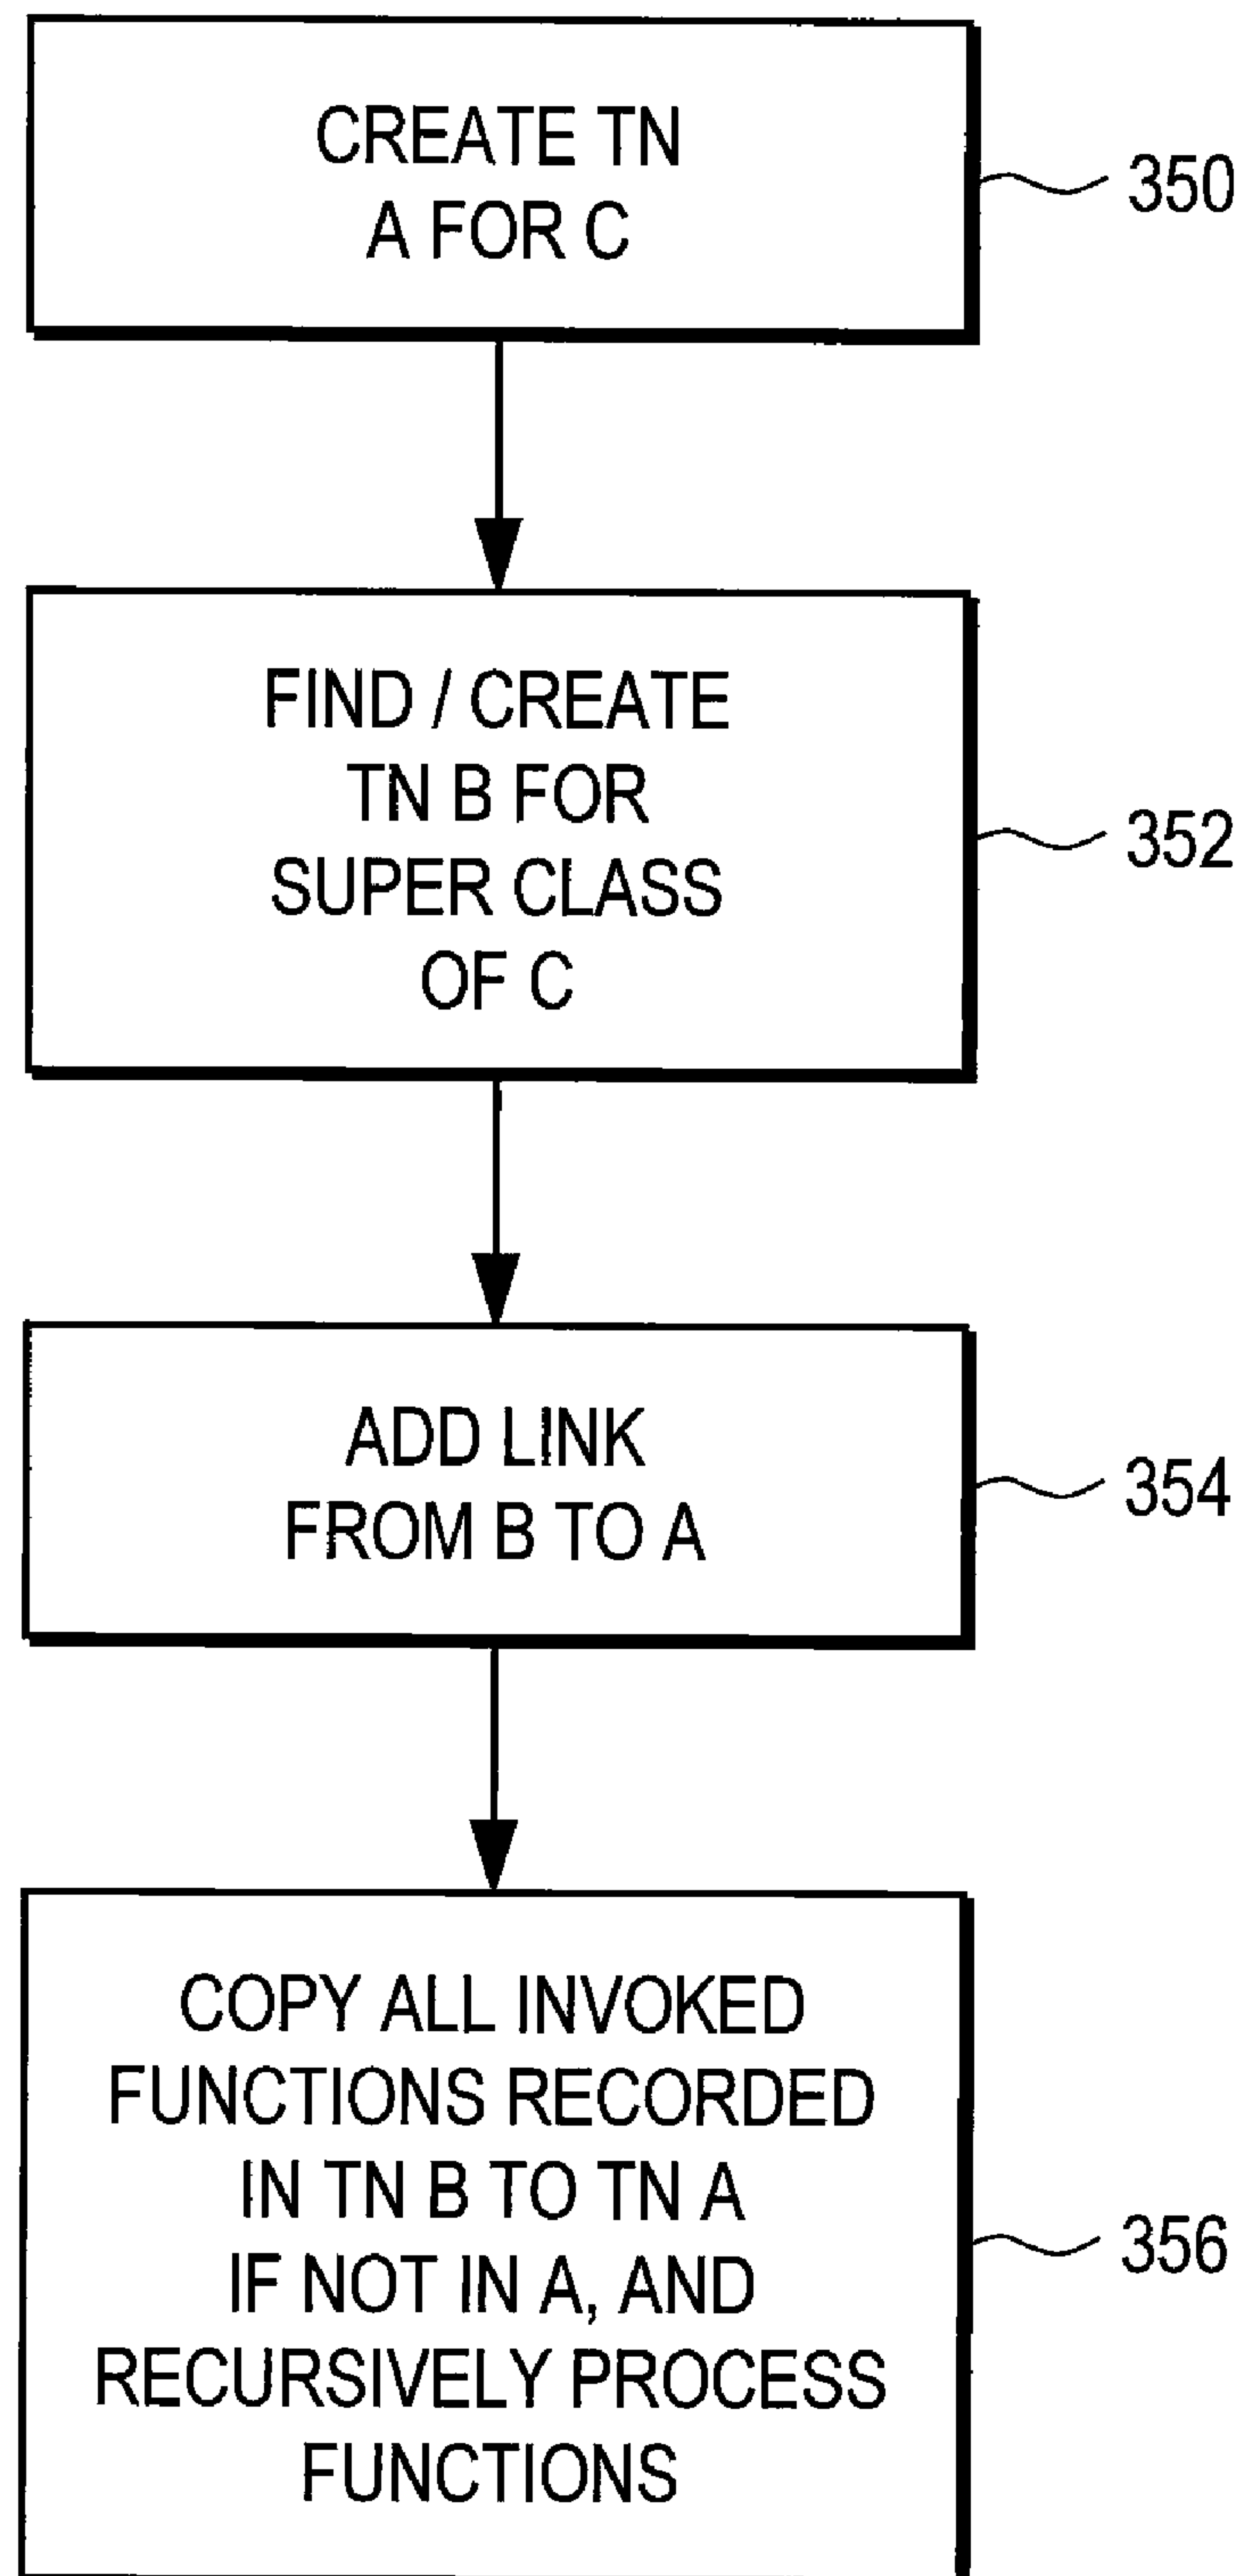 CREATE TN
A FOR C
350
FIND / CREATE
TN B FOR
SUPER CLASS
OF C
352
ADD LINK
FROM B TO A
354
COPY ALL INVOKED
FUNCTIONS RECORDED
IN TN B TO TN A
IF NOT IN A, AND
RECURSIVELY PROCESS
FUNCTIONS
356